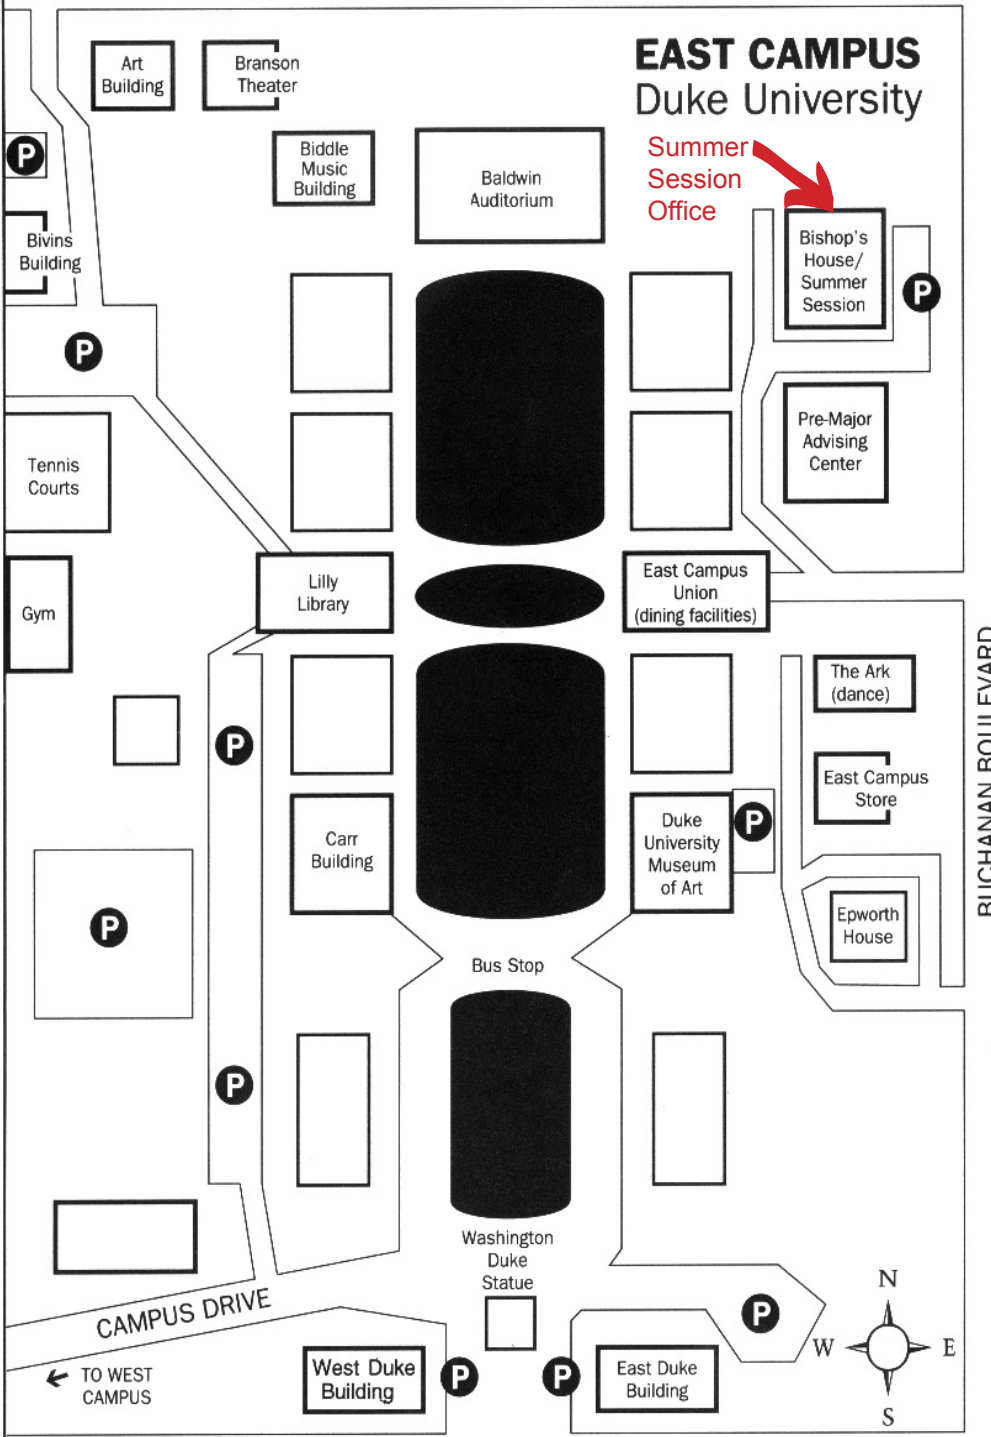 EAST CAMPUS
Duke University
Art
Building
Branson
Theater
Summer
Session
Office
P
Biddle
Music
Building
Baldwin
Auditorium
Bivins
Building
Bishop's
House/
Summer
Session
P
P
Pre-Major
Advising
Center
Tennis
Courts
Lilly
Library
East Campus
Union
(dining facilities)
Gym
BUCHANAN BOULEVARD
The Ark
(dance)
P
East Campus
Store
Carr
Building
Duke
University
Museum
of Art
P
P
Epworth
House
Bus Stop
P
Washington
Duke
Statue
CAMPUS DRIVE
P
N
W
E
S
TO WEST
CAMPUS
West Duke
Building
P
P
East Duke
Building